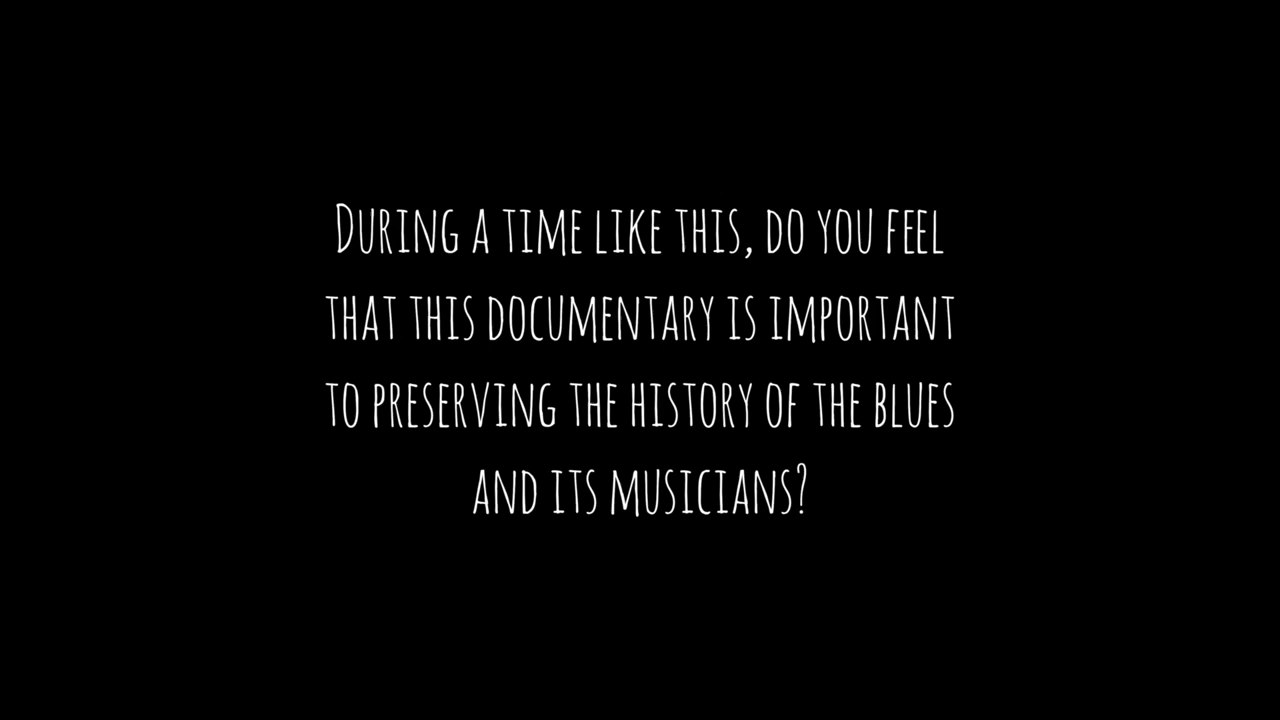 During a time like this, do you feel
that this documentary is important
to preserving the history of the blues
and its musicians?